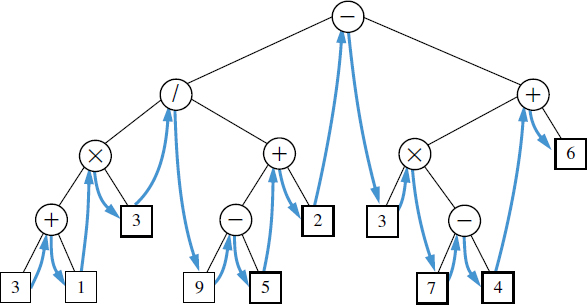 −
/ +
× + × 6
+ 3 − 2 3 −
3 1 9 5 7 4